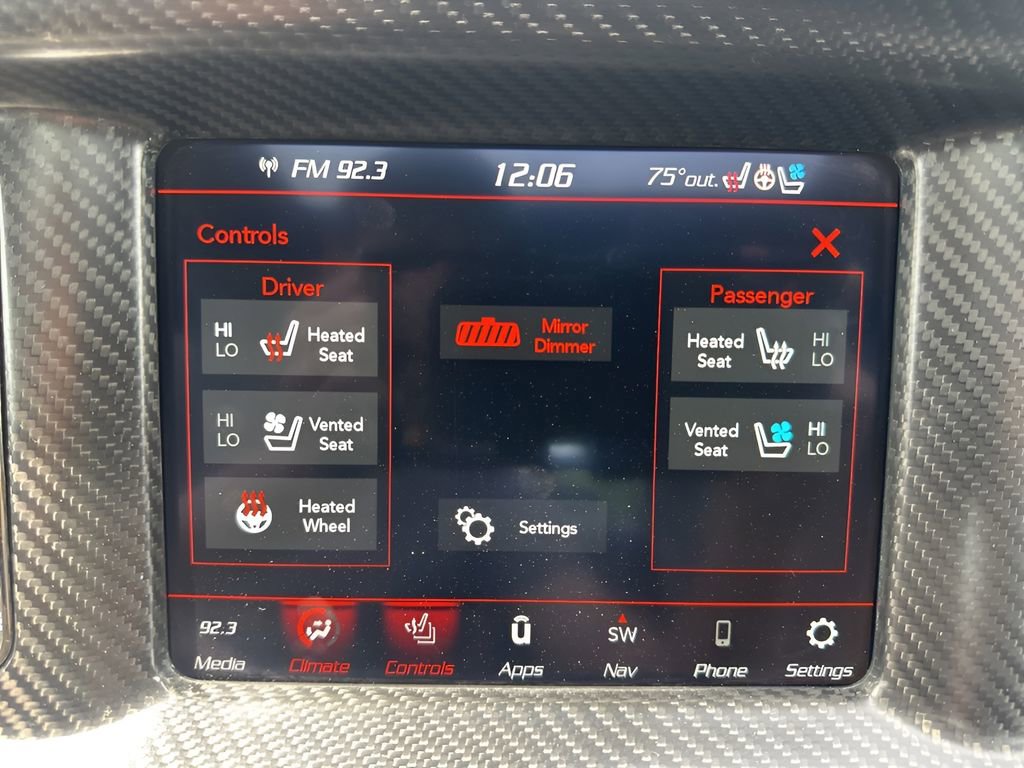 FM 92.3
12:06
75°out.
Controls
Driver
HI
LO
Heated
Seat
HI
LO
Vented
Seat
Heated
Wheel
Mirror
Dimmer
Settings
Passenger
Heated
Seat
HI
LO
Vented
Seat
HI
LO
92.3
Media
Climate
Controls
Apps
SW
Nav
Phone
Settings